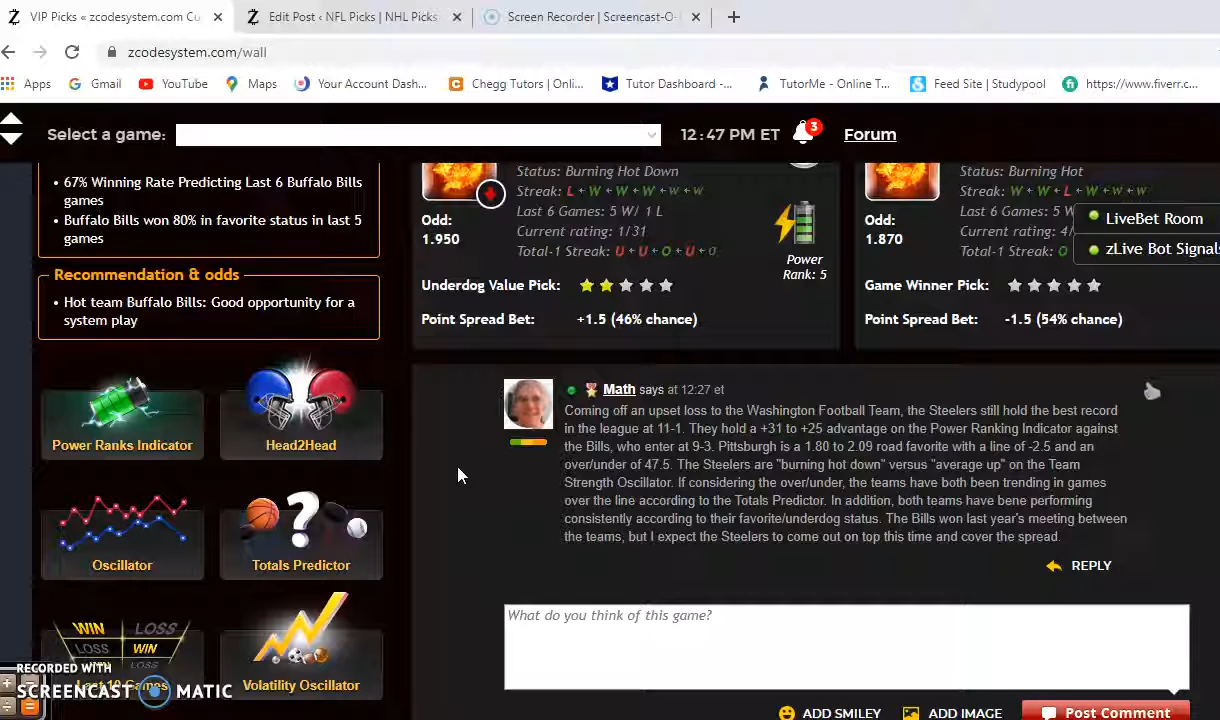 VIP Picks « zcodesystem.com Cu
Edit Post ‹ NFL Picks | NHL Picks
Screen Recorder | Screencast-O-
zcodesystem.com/wall
Apps
Gmail
YouTube
Maps
Your Account Dash...
Chegg Tutors | Onli...
Tutor Dashboard -...
TutorMe - Online T...
Feed Site | Studypool
https://www.fiverr.c...
Select a game:
12:47 PM ET
3
Forum
67% Winning Rate Predicting Last 6 Buffalo Bills
games
Buffalo Bills won 80% in favorite status in last 5
games
Recommendation & odds
Hot team Buffalo Bills: Good opportunity for a
system play
Power Ranks Indicator
Head2Head
Oscillator
Totals Predictor
WIN LOSS
LOSS WIN
LOSS
Last 10 Games
Volatility Oscillator
RECORDED WITH
SCREENCAST MATIC
Odd:
1.950
Status: Burning Hot Down
Streak: L W W W W W
Last 6 Games: 5 W/ 1 L
Current rating: 1/31
Total-1 Streak: U U O U O
Power
Rank: 5
Underdog Value Pick:
Point Spread Bet: +1.5 (46% chance)
Odd:
1.870
Status: Burning Hot
Streak: W W L W W W
Last 6 Games: 5 W
Current rating: 4/
Total-1 Streak: O
LiveBet Room
zLive Bot Signals
Game Winner Pick:
Point Spread Bet: -1.5 (54% chance)
Math says at 12:27 et
Coming off an upset loss to the Washington Football Team, the Steelers still hold the best record
in the league at 11-1. They hold a +31 to +25 advantage on the Power Ranking Indicator against
the Bills, who enter at 9-3. Pittsburgh is a 1.80 to 2.09 road favorite with a line of -2.5 and an
over/under of 47.5. The Steelers are "burning hot down" versus "average up" on the Team
Strength Oscillator. If considering the over/under, the teams have both been trending in games
over the line according to the Totals Predictor. In addition, both teams have bene performing
consistently according to their favorite/underdog status. The Bills won last year's meeting between
the teams, but I expect the Steelers to come out on top this time and cover the spread.
REPLY
What do you think of this game?
ADD SMILEY
ADD IMAGE
Post Comment